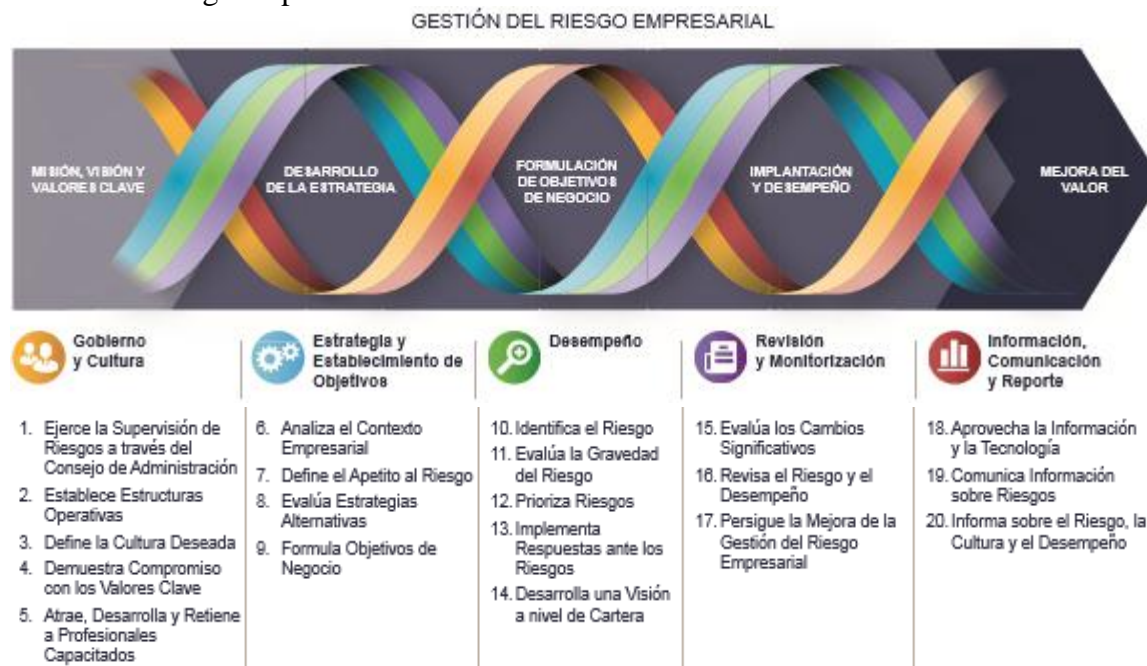 GESTIÓN DEL RIESGO EMPRESARIAL
MISIÓN, VISIÓN Y
VALORES CLAVE
DESARROLLO
DE LA ESTRATEGIA
FORMULACIÓN
DE OBJETIVOS
DE NEGOCIO
IMPLANTACIÓN
Y DESEMPEÑO
MEJORA DEL
VALOR
Gobierno
y Cultura
1. Ejerce la Supervisión de
Riesgos a través del
Consejo de Administración
2. Establece Estructuras
Operativas
3. Define la Cultura Deseada
4. Demuestra Compromiso
con los Valores Clave
5. Atrae, Desarrolla y Retiene
a Profesionales
Capacitados
Estrategia y
Establecimiento de
Objetivos
6. Analiza el Contexto
Empresarial
7. Define el Apetito al Riesgo
8. Evalúa Estrategias
Alternativas
9. Formula Objetivos de
Negocio
Desempeño
10. Identifica el Riesgo
11. Evalúa la Gravedad
del Riesgo
12. Prioriza Riesgos
13. Implementa
Respuestas ante los
Riesgos
14. Desarrolla una Visión
a nivel de Cartera
Revisión
y Monitorización
15. Evalúa los Cambios
Significativos
16. Revisa el Riesgo y el
Desempeño
17. Persigue la Mejora de la
Gestión del Riesgo
Empresarial
Información,
Comunicación
y Reporte
18. Aprovecha la Información
y la Tecnología
19. Comunica Información
sobre Riesgos
20. Informa sobre el Riesgo, la
Cultura y el Desempeño